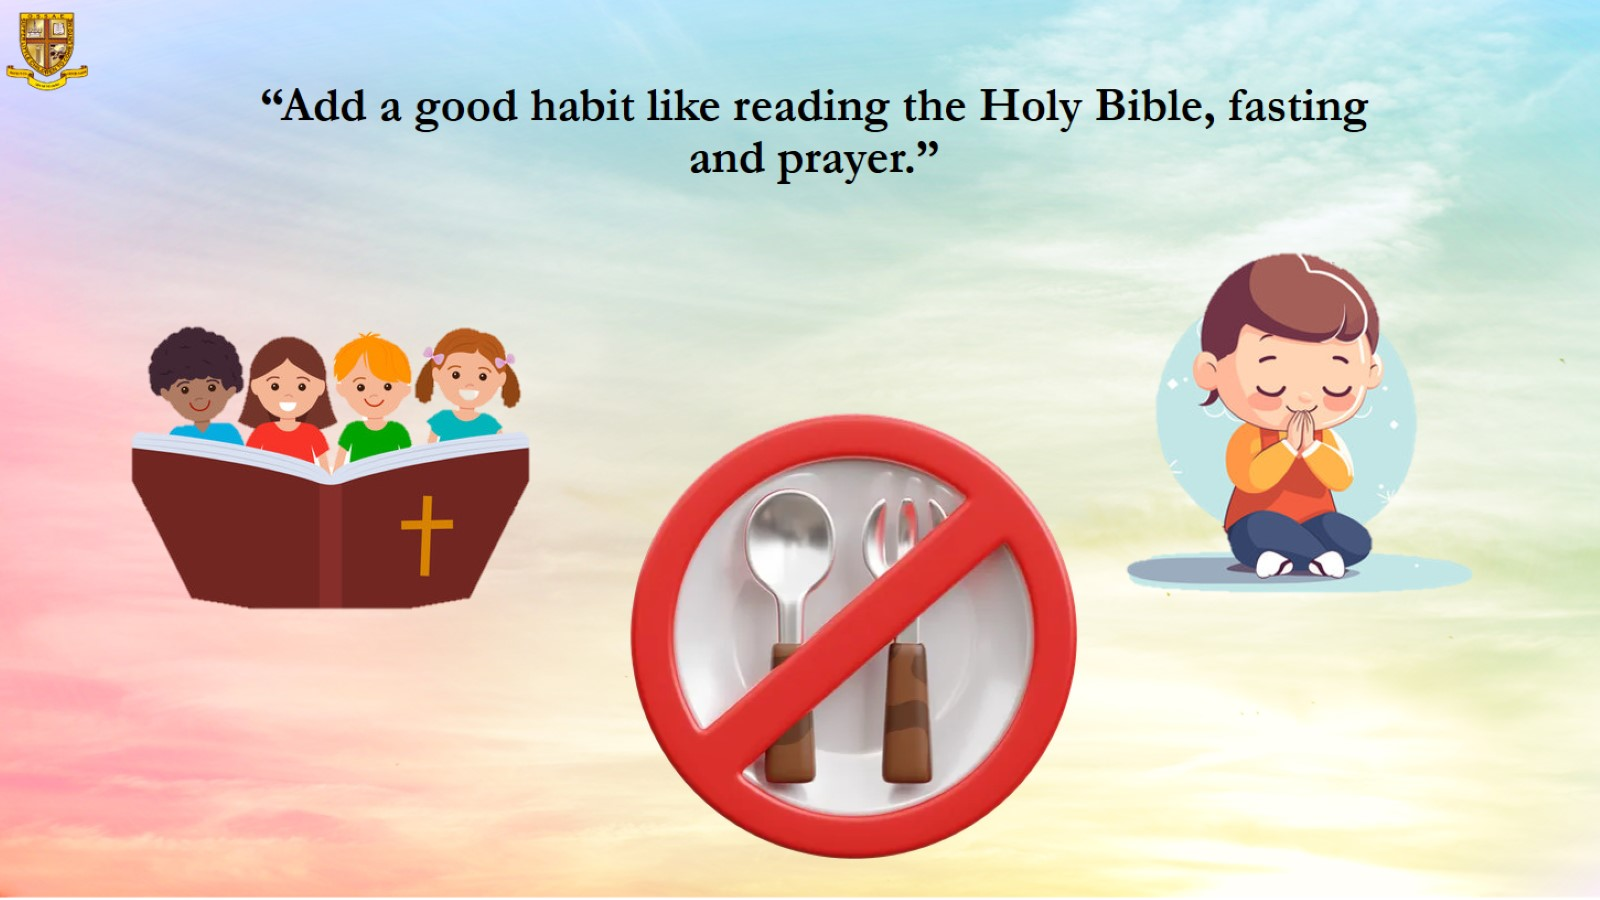 O.S.S.A.E.
“Add a good habit like reading the Holy Bible, fasting
and prayer.”